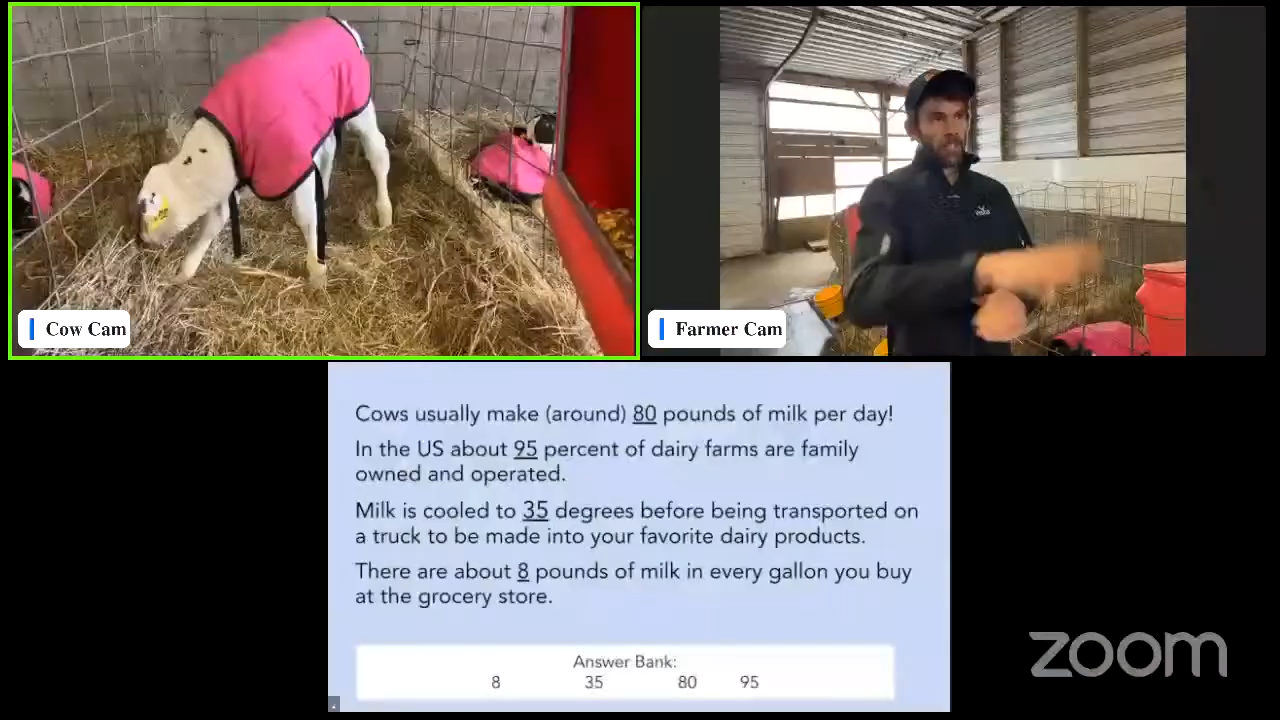 Cow Cam
Farmer Cam
Cows usually make (around) 80 pounds of milk per day!
In the US about 95 percent of dairy farms are family
owned and operated.
Milk is cooled to 35 degrees before being transported on
a truck to be made into your favorite dairy products.
There are about 8 pounds of milk in every gallon you buy
at the grocery store.
Answer Bank:
8 35 80 95
zoom